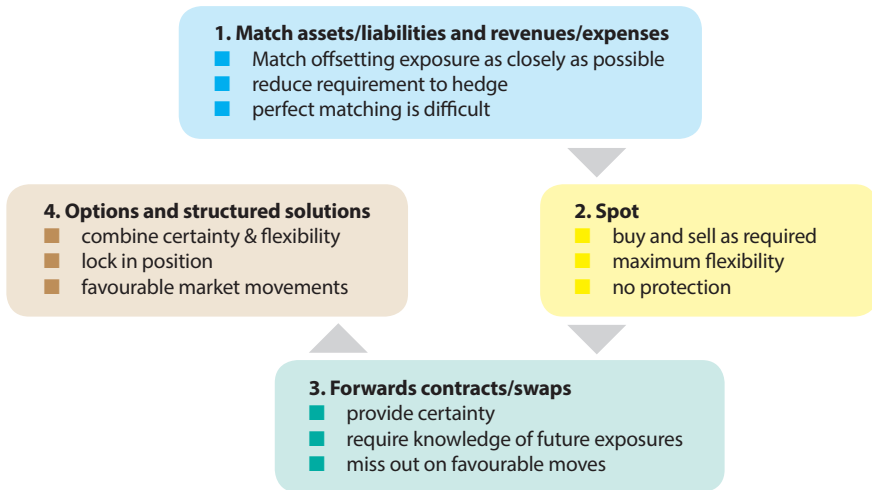 1. Match assets/liabilities and revenues/expenses
Match offsetting exposure as closely as possible
reduce requirement to hedge
perfect matching is difficult
2. Spot
buy and sell as required
maximum flexibility
no protection
3. Forwards contracts/swaps
provide certainty
require knowledge of future exposures
miss out on favourable moves
4. Options and structured solutions
combine certainty & flexibility
lock in position
favourable market movements